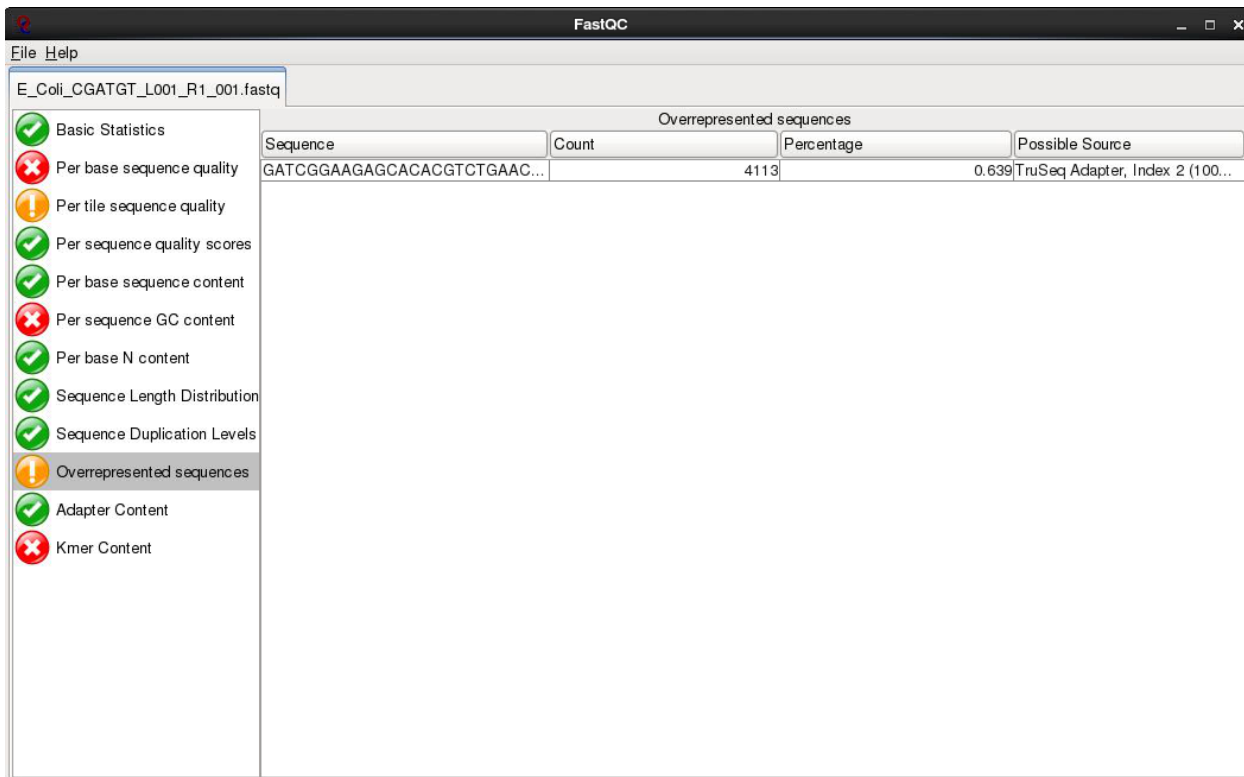 FastQC
File Help
E_Coli_CGATGT_L001_R1_001.fastq
Basic Statistics
Per base sequence quality
Per tile sequence quality
Per sequence quality scores
Per base sequence content
Per sequence GC content
Per base N content
Sequence Length Distribution
Sequence Duplication Levels
Overrepresented sequences
Adapter Content
Kmer Content
Overrepresented sequences
Sequence Count Percentage Possible Source
GATCGGAAGAGCACACGTCTGAAC... 4113 0.639 TruSeq Adapter, Index 2 (100...